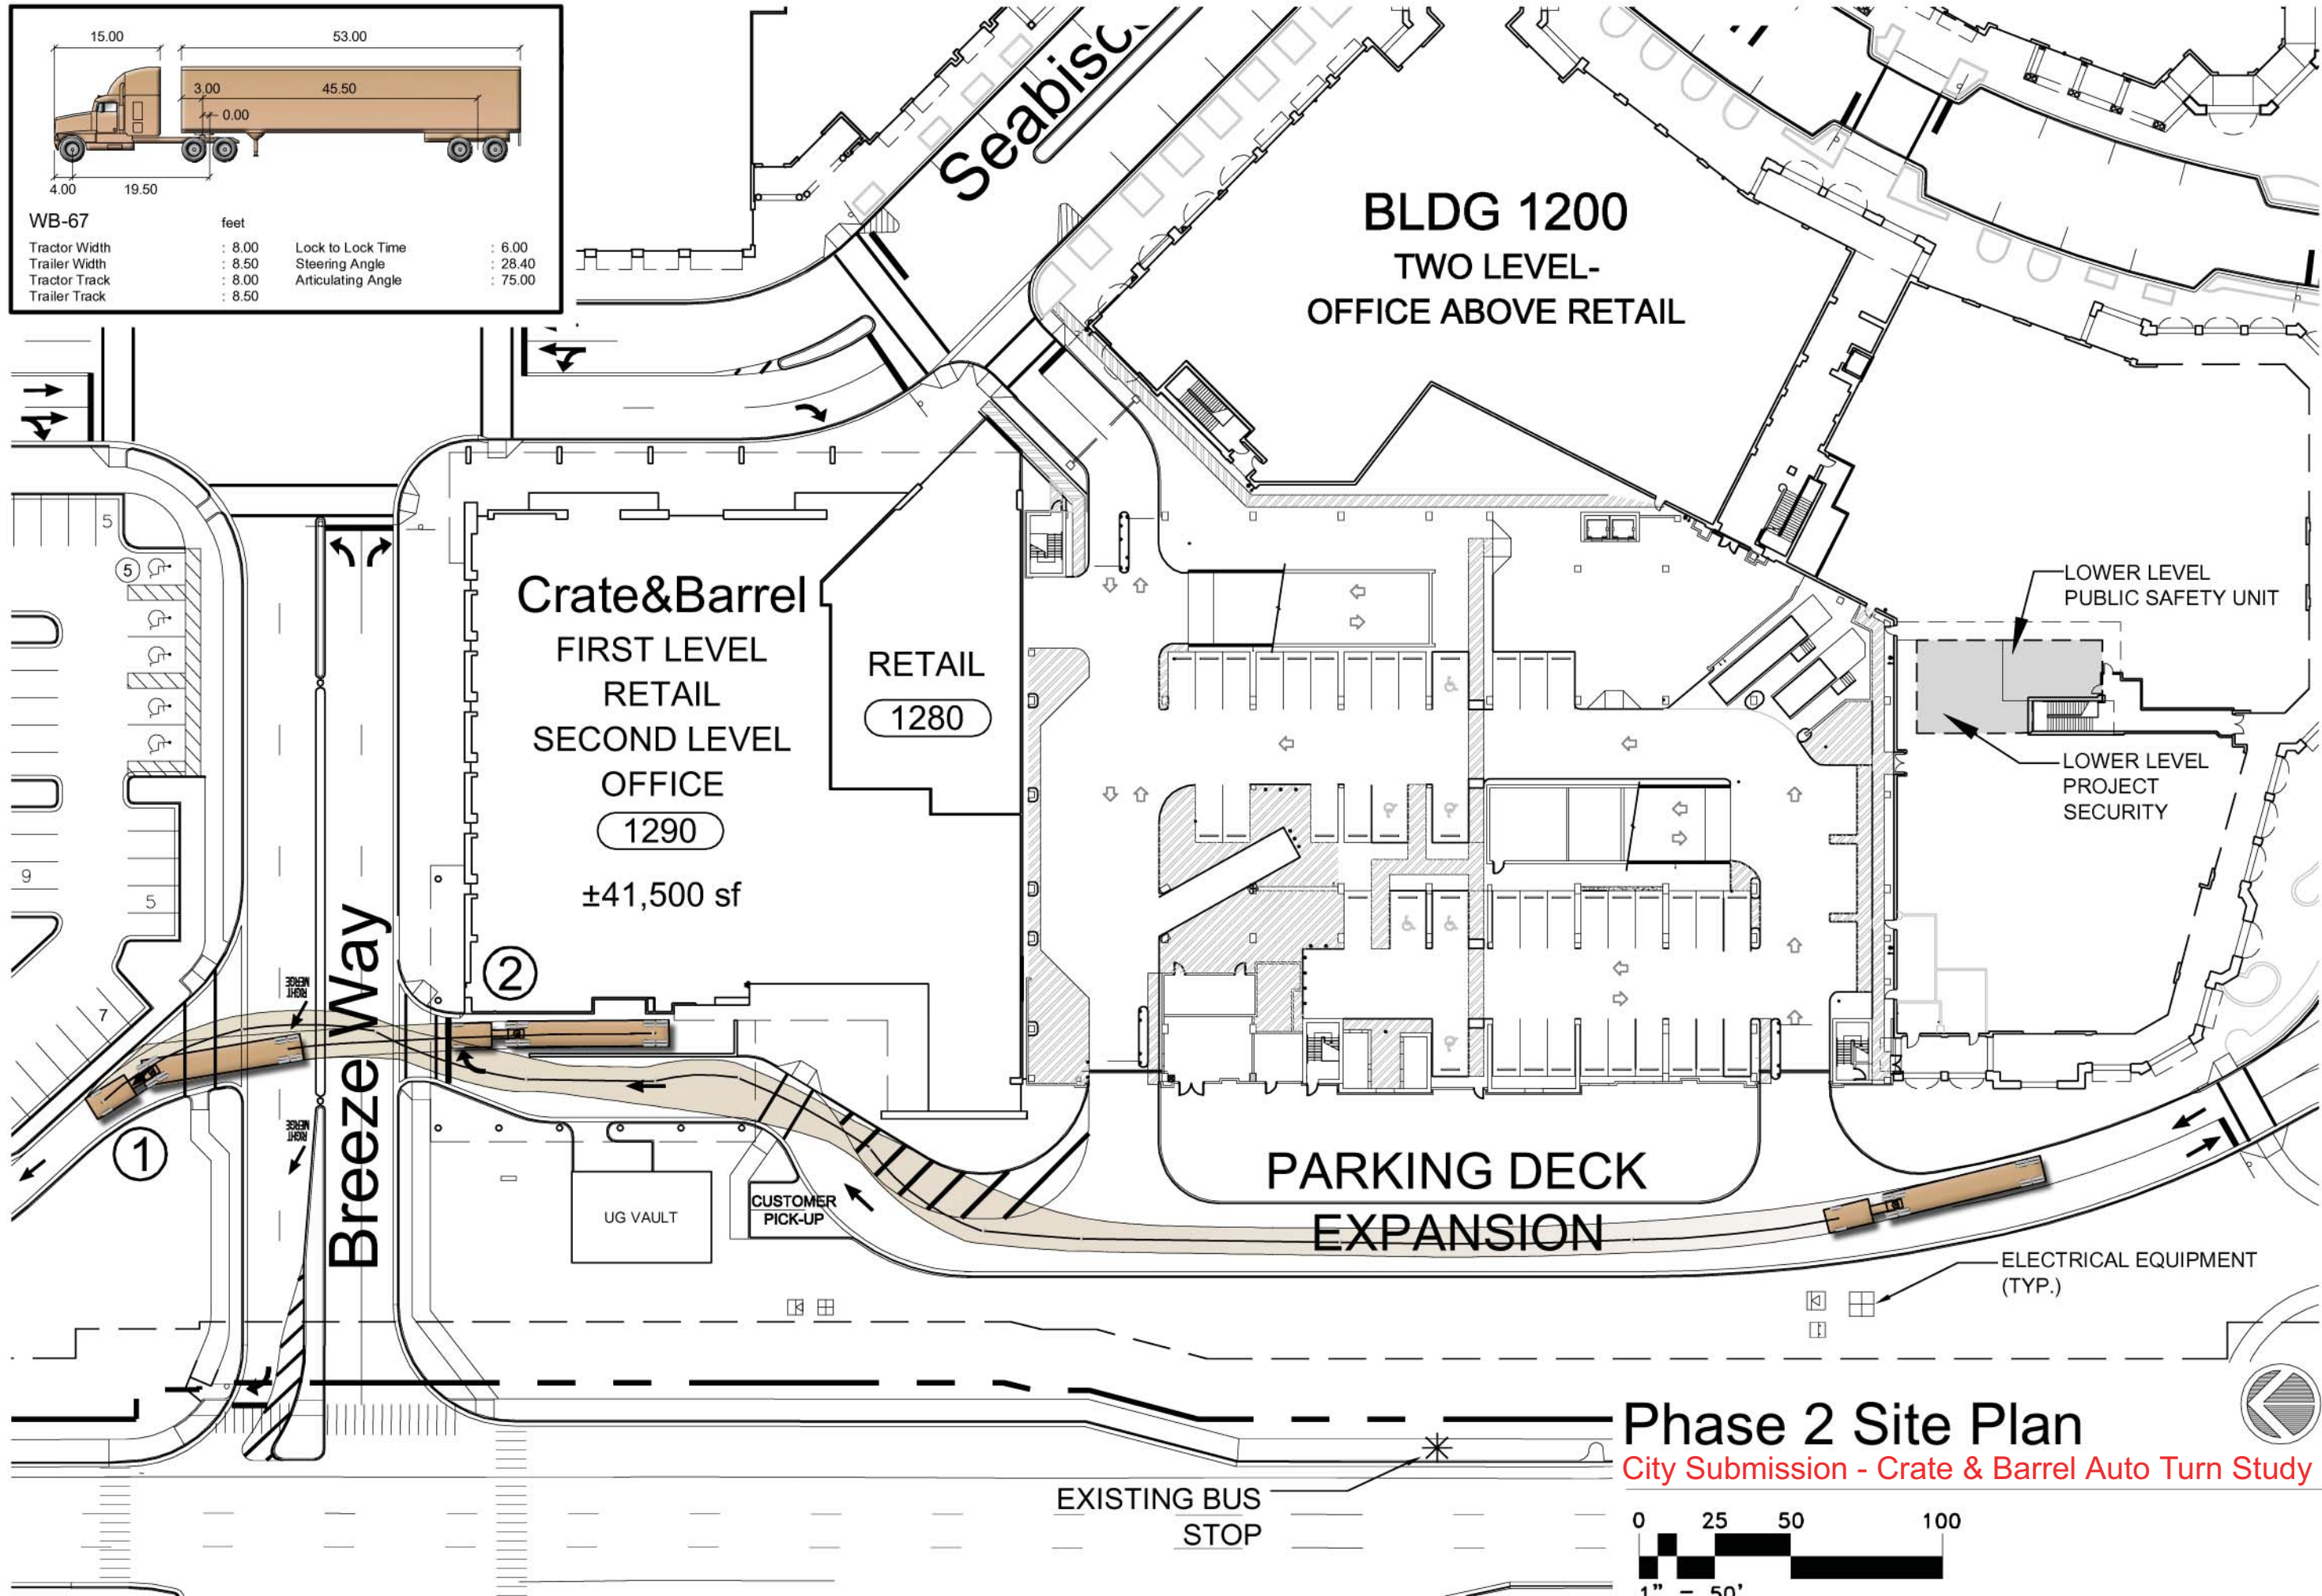 15.00
53.00
3.00
45.50
0.00
4.00
19.50
WB-67
feet
Tractor Width : 8.00
Trailer Width : 8.50
Tractor Track : 8.00
Trailer Track : 8.50
Lock to Lock Time : 6.00
Steering Angle : 28.40
Articulating Angle : 75.00
BLDG 1200
TWO LEVEL-
OFFICE ABOVE RETAIL
5
5
9
5
7
Crate&Barrel
FIRST LEVEL
RETAIL
SECOND LEVEL
OFFICE
1290
±41,500 sf
RETAIL
1280
LOWER LEVEL
PUBLIC SAFETY UNIT
LOWER LEVEL
PROJECT
SECURITY
2
1
RIGHT
MERGE
RIGHT
MERGE
Breeze Way
UG VAULT
CUSTOMER
PICK-UP
PARKING DECK
EXPANSION
ELECTRICAL EQUIPMENT
(TYP.)
EXISTING BUS
STOP
Phase 2 Site Plan
City Submission - Crate & Barrel Auto Turn Study
0 25 50 100
1" = 50'